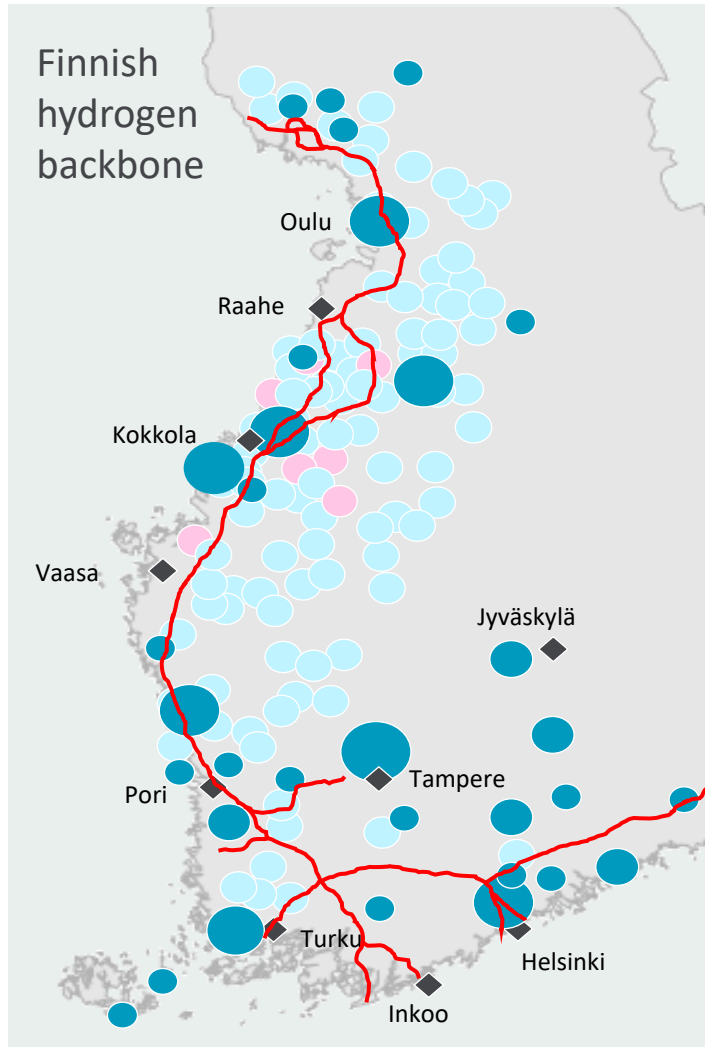 Finnish
hydrogen
backbone
Oulu
Raahe
Kokkola
Vaasa
Jyväskylä
Tampere
Pori
Turku
Helsinki
Inkoo